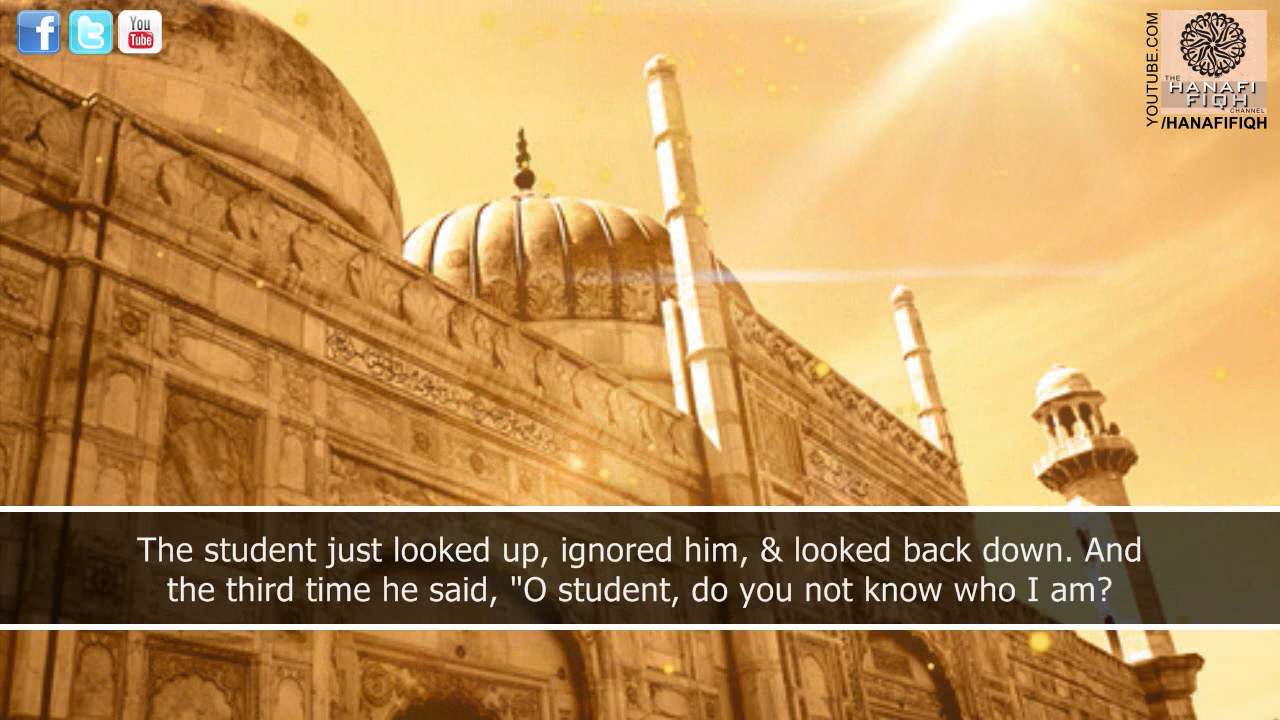 f
t
You
Tube
YOUTUBE.COM
THE
HANAFI
FIQH
CHANNEL
/HANAFIFIQH
The student just looked up, ignored him, & looked back down. And
the third time he said, "O student, do you not know who I am?